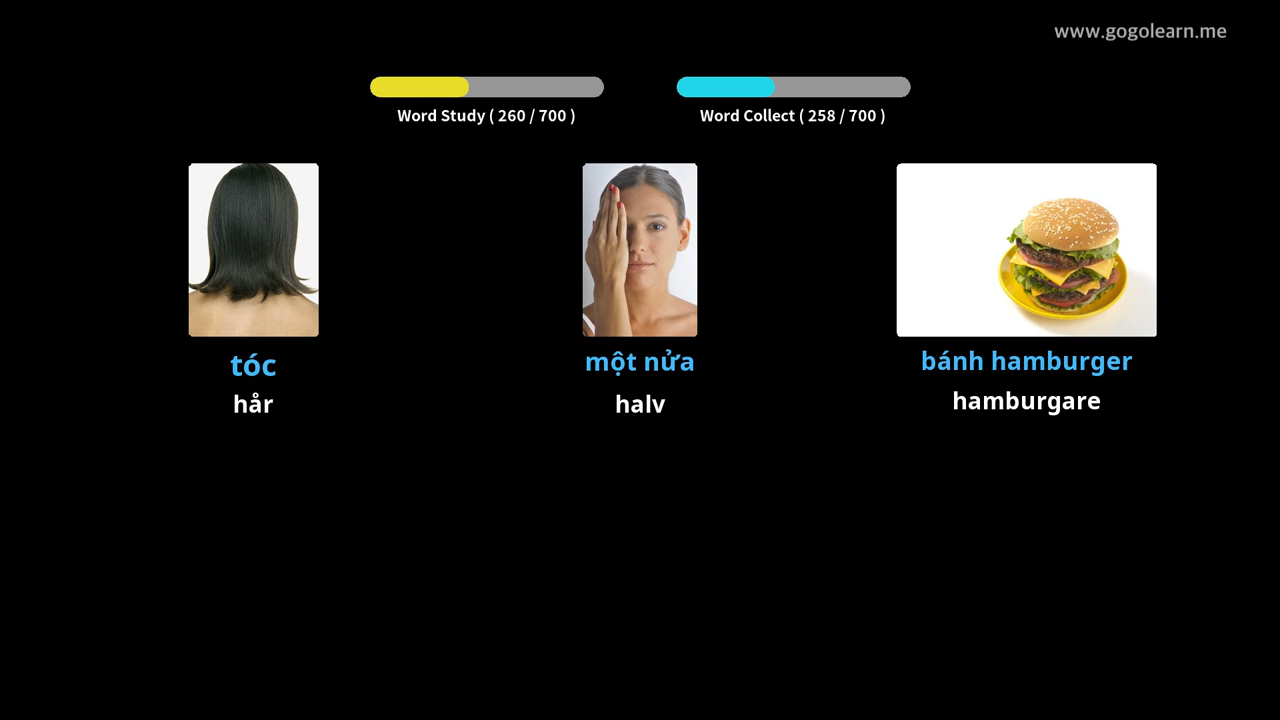 www.gogolearn.me
Word Study ( 260 / 700 )
Word Collect ( 258 / 700 )
tóc
hår
một nửa
halv
bánh hamburger
hamburgare